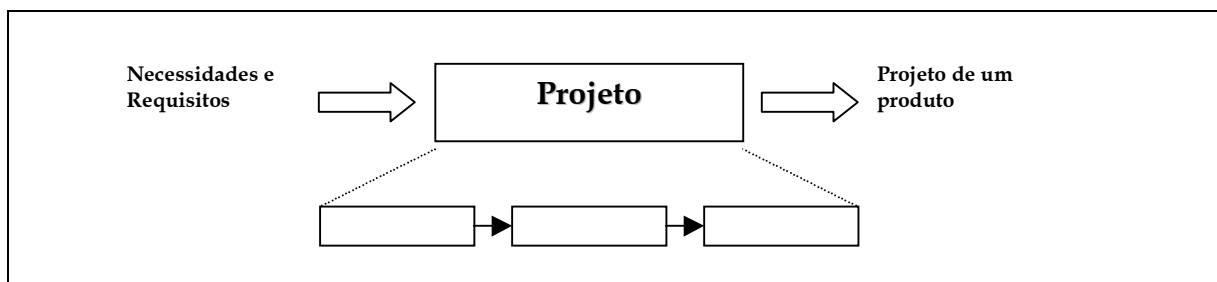 Necessidades e
Requisitos
Projeto
Projeto de um
produto